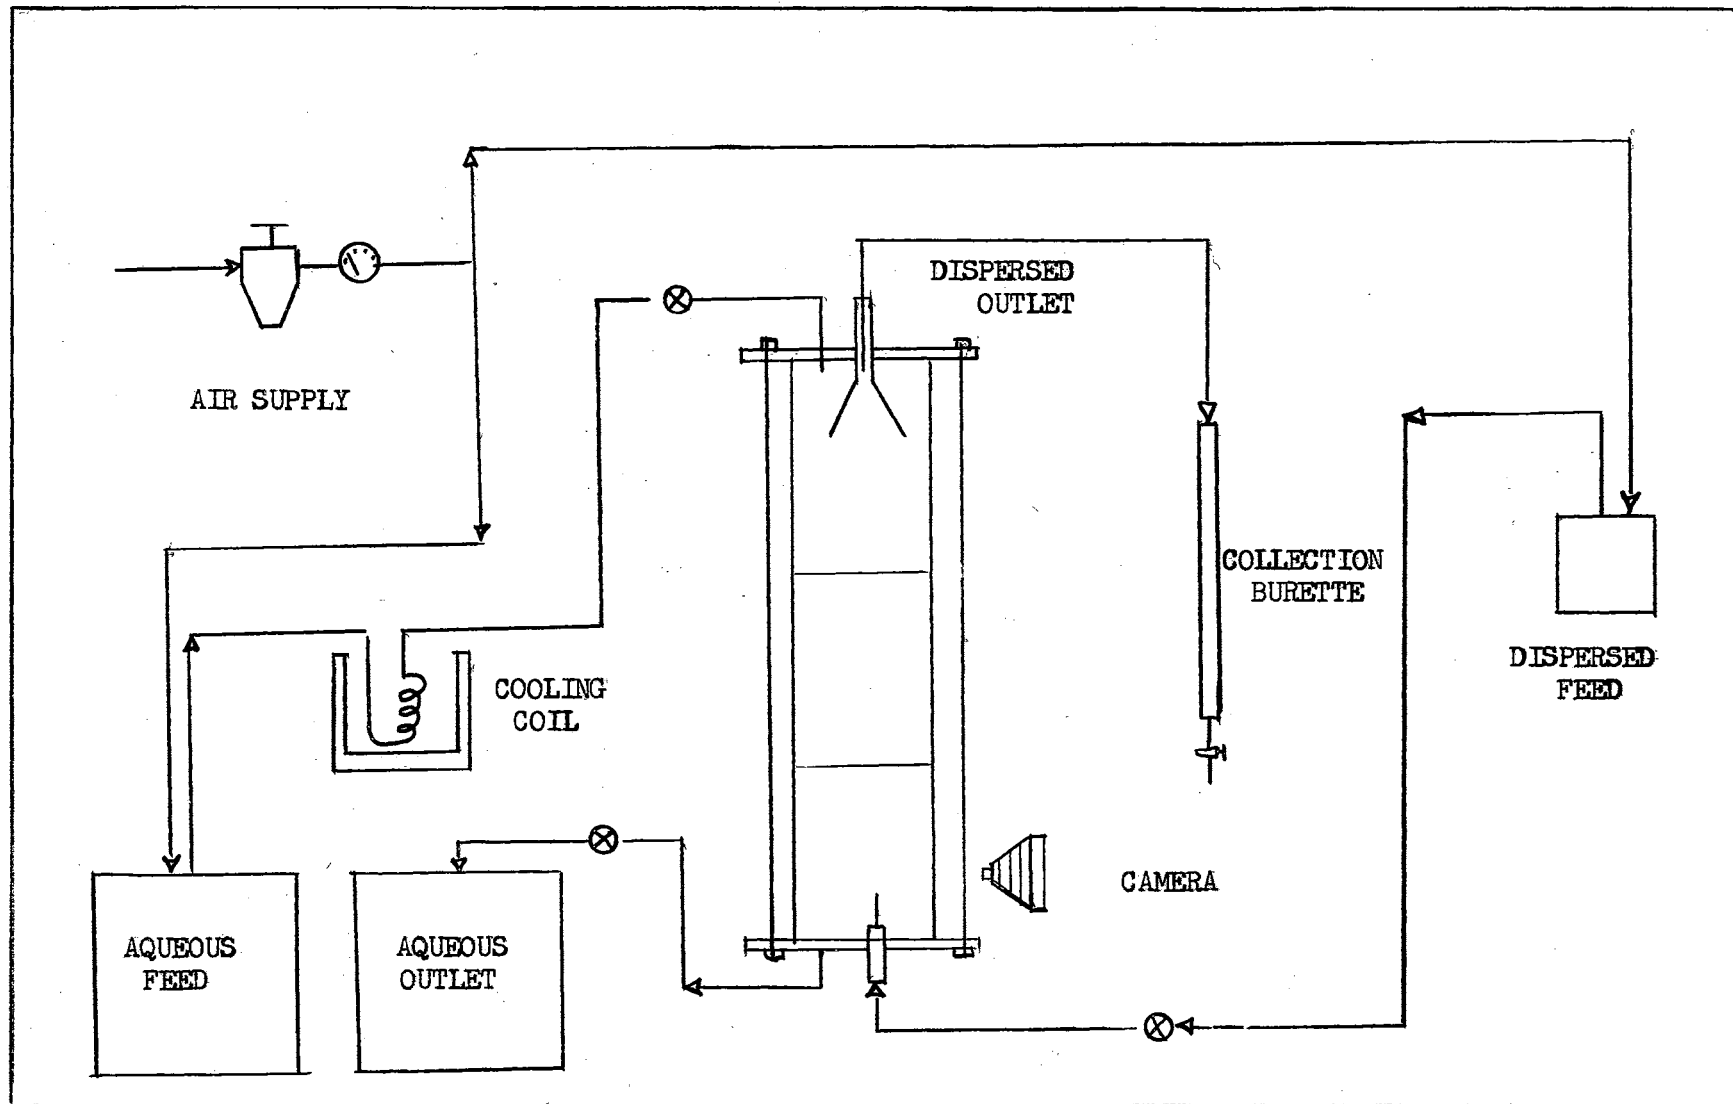 DISPERSED
OUTLET
AIR SUPPLY
COLLECTION
BURETTE
DISPERSED
FEED
COOLING
COIL
CAMERA
AQUEOUS
FEED
AQUEOUS
OUTLET